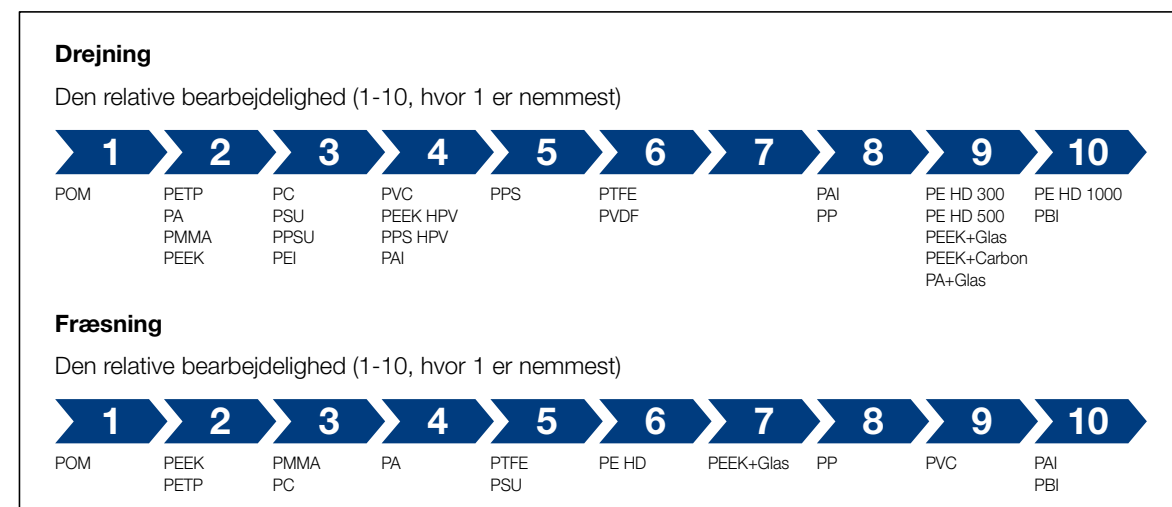 Drejning
Den relative bearbejdelighed (1-10, hvor 1 er nemmest)
1 2 3 4 5 6 7 8 9 10
POM PETP PC PVC PPS PTFE PAI PE HD 300 PE HD 1000
PA PSU PEEK HPV PVDF PP PE HD 500 PBI
PMMA PPSU PPS HPV PEEK+Glas
PEEK PEI PAI PEEK+Carbon
PA+Glas
Fræsning
Den relative bearbejdelighed (1-10, hvor 1 er nemmest)
1 2 3 4 5 6 7 8 9 10
POM PEEK PMMA PA PTFE PE HD PEEK+Glas PP PVC PAI
PETP PC PSU PBI